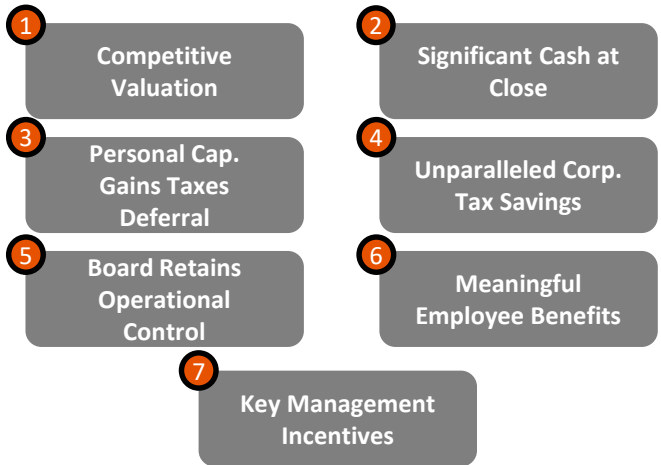 1
Competitive
Valuation
2
Significant Cash at
Close
3
Personal Cap.
Gains Taxes
Deferral
4
Unparalleled Corp.
Tax Savings
5
Board Retains
Operational
Control
6
Meaningful
Employee Benefits
7
Key Management
Incentives